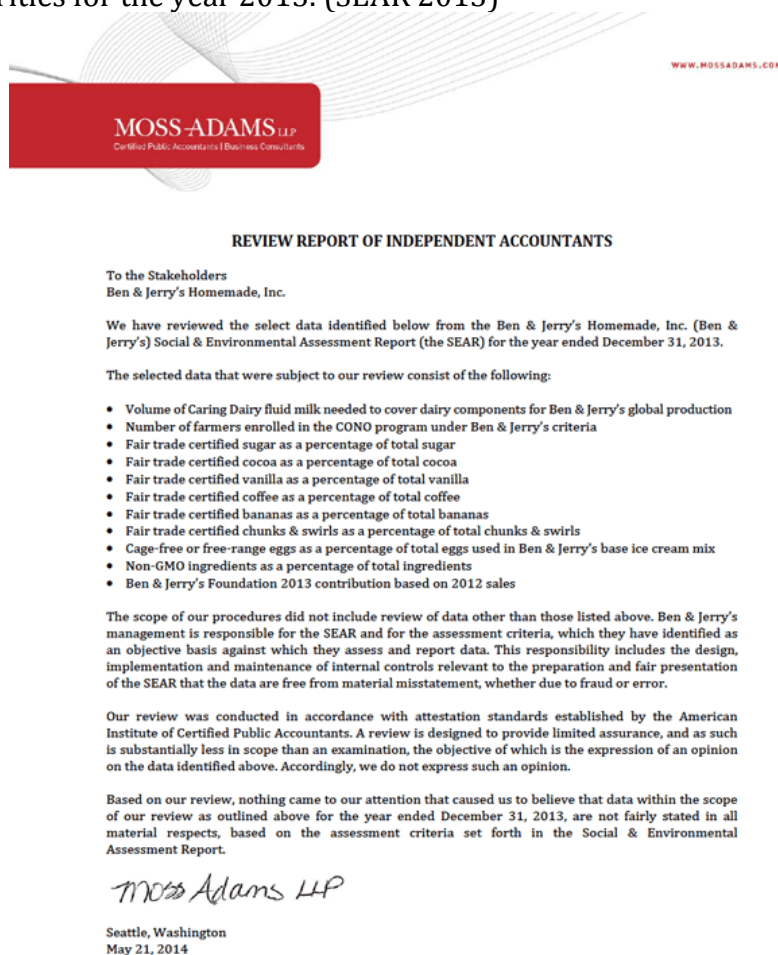 rities for the year 2013. (SEAR 2013)
WWW.MOSSADAMS.COM
MOSS-ADAMS LLP
Certified Public Accountants | Business Consultants
REVIEW REPORT OF INDEPENDENT ACCOUNTANTS
To the Stakeholders
Ben & Jerry's Homemade, Inc.
We have reviewed the select data identified below from the Ben & Jerry's Homemade, Inc. (Ben &
Jerry's) Social & Environmental Assessment Report (the SEAR) for the year ended December 31, 2013.
The selected data that were subject to our review consist of the following:
• Volume of Caring Dairy fluid milk needed to cover dairy components for Ben & Jerry's global production
• Number of farmers enrolled in the CONO program under Ben & Jerry's criteria
• Fair trade certified sugar as a percentage of total sugar
• Fair trade certified cocoa as a percentage of total cocoa
• Fair trade certified vanilla as a percentage of total vanilla
• Fair trade certified coffee as a percentage of total coffee
• Fair trade certified bananas as a percentage of total bananas
• Fair trade certified chunks & swirls as a percentage of total chunks & swirls
• Cage-free or free-range eggs as a percentage of total eggs used in Ben & Jerry's base ice cream mix
• Non-GMO ingredients as a percentage of total ingredients
• Ben & Jerry's Foundation 2013 contribution based on 2012 sales
The scope of our procedures did not include review of data other than those listed above. Ben & Jerry's
management is responsible for the SEAR and for the assessment criteria, which they have identified as
an objective basis against which they assess and report data. This responsibility includes the design,
implementation and maintenance of internal controls relevant to the preparation and fair presentation
of the SEAR that the data are free from material misstatement, whether due to fraud or error.
Our review was conducted in accordance with attestation standards established by the American
Institute of Certified Public Accountants. A review is designed to provide limited assurance, and as such
is substantially less in scope than an examination, the objective of which is the expression of an opinion
on the data identified above. Accordingly, we do not express such an opinion.
Based on our review, nothing came to our attention that caused us to believe that data within the scope
of our review as outlined above for the year ended December 31, 2013, are not fairly stated in all
material respects, based on the assessment criteria set forth in the Social & Environmental
Assessment Report.
Moss Adams LLP
Seattle, Washington
May 21, 2014